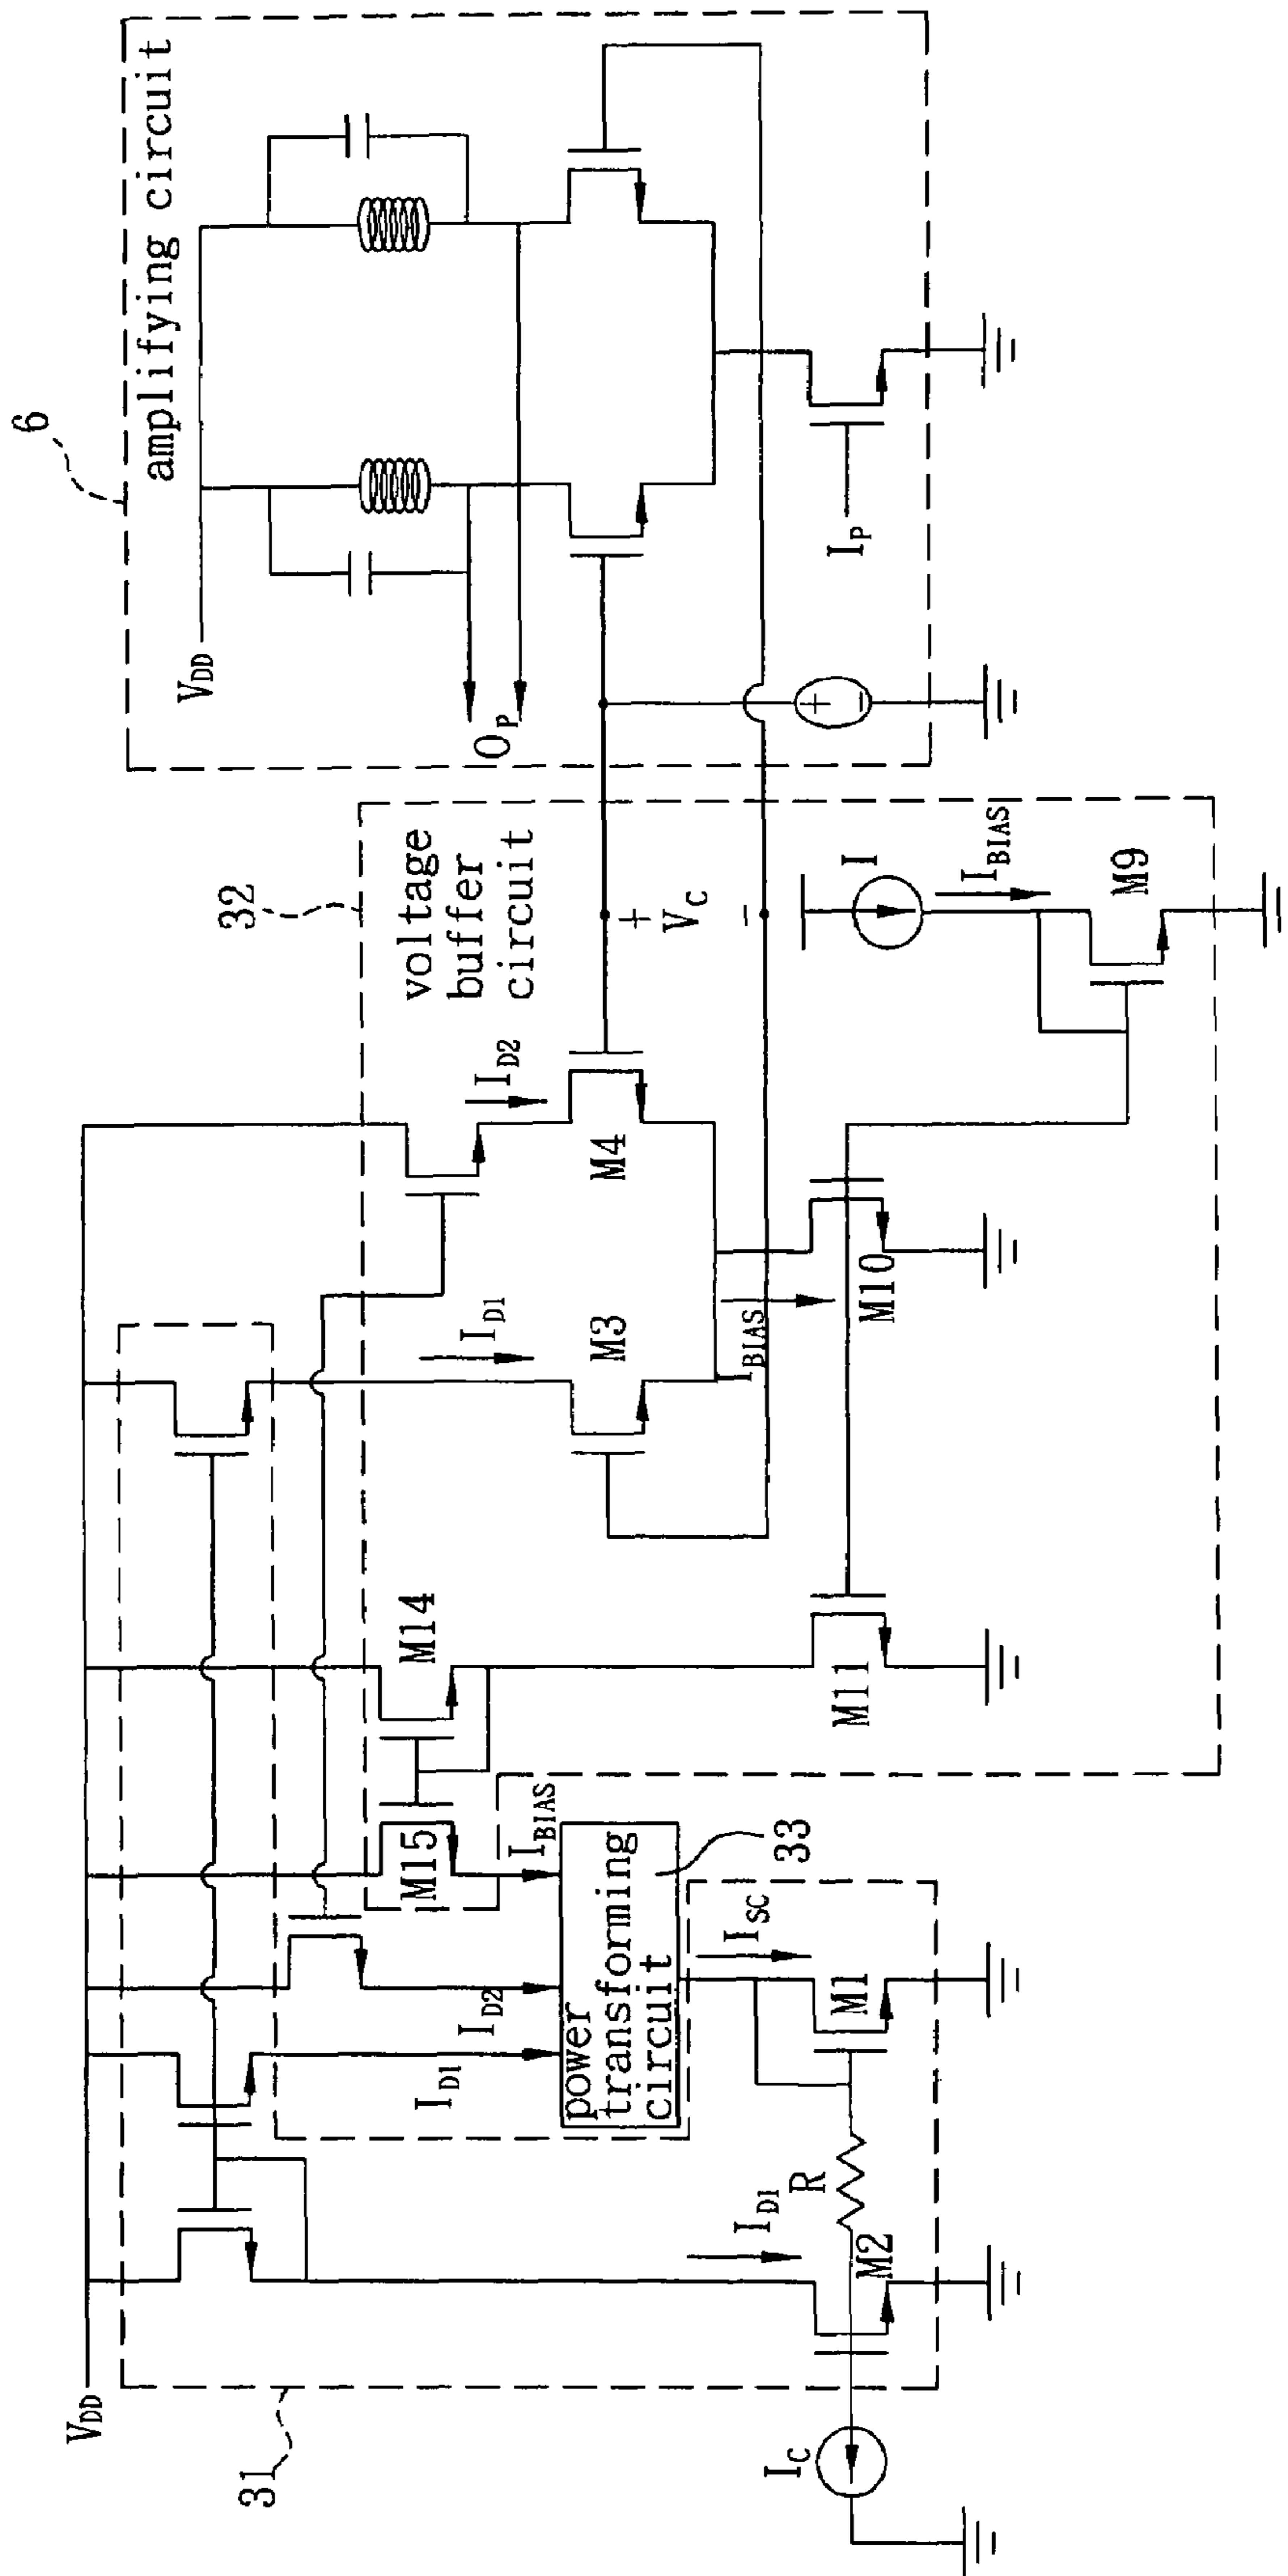 6
amplifying circuit
V_DD
O_P
I_P
32
voltage
buffer
circuit
+
V_C
-
+
-
I
I_BIAS
M9
I_D2
M4
I_D1
M3
I_BIAS
M10
M14
M11
M15
I_BIAS
power
transforming
circuit
33
I_D2
I_D1
I_SC
M1
R
I_D1
M2
V_DD
31
I_C